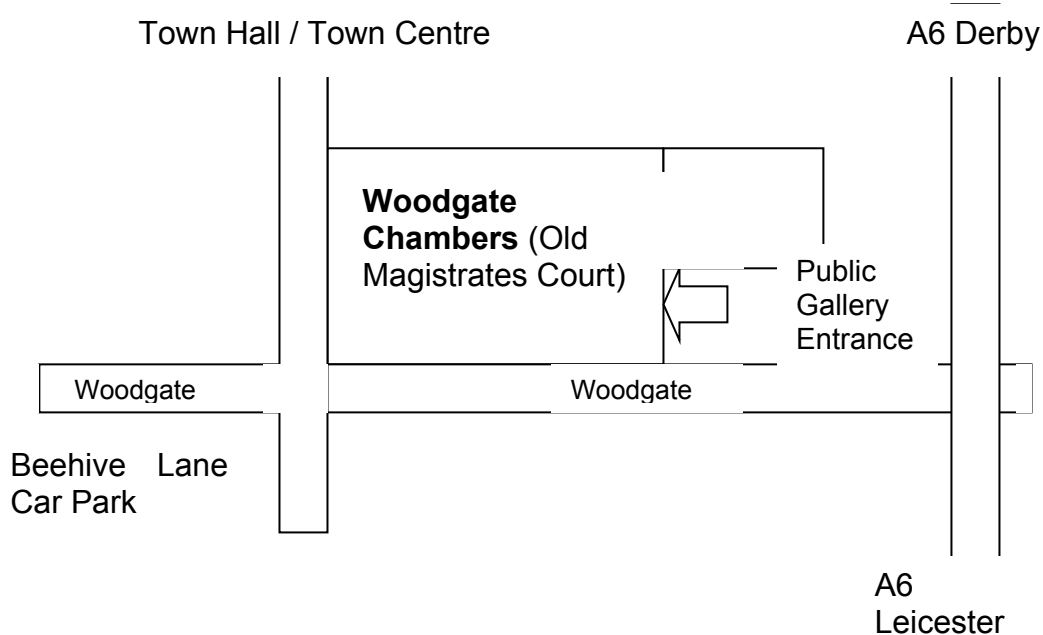 Town Hall / Town Centre
A6 Derby
Woodgate
Chambers (Old
Magistrates Court)
Public
Gallery
Entrance
Woodgate
Woodgate
Beehive Lane
Car Park
A6
Leicester